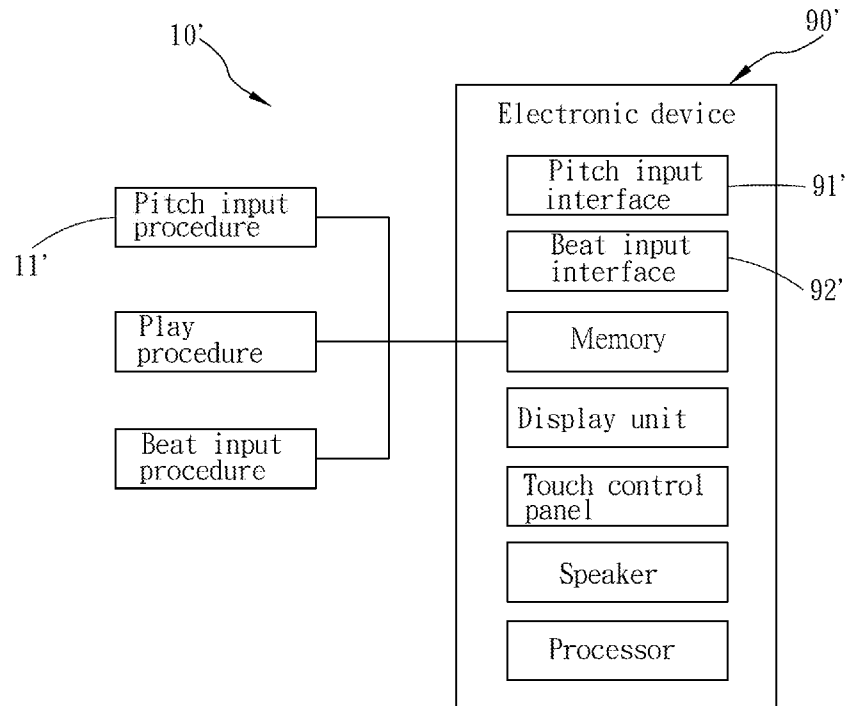 10'
90'
Electronic device
Pitch input
interface
91'
Pitch input
procedure
11'
Beat input
interface
92'
Play
procedure
Memory
Display unit
Beat input
procedure
Touch control
panel
Speaker
Processor